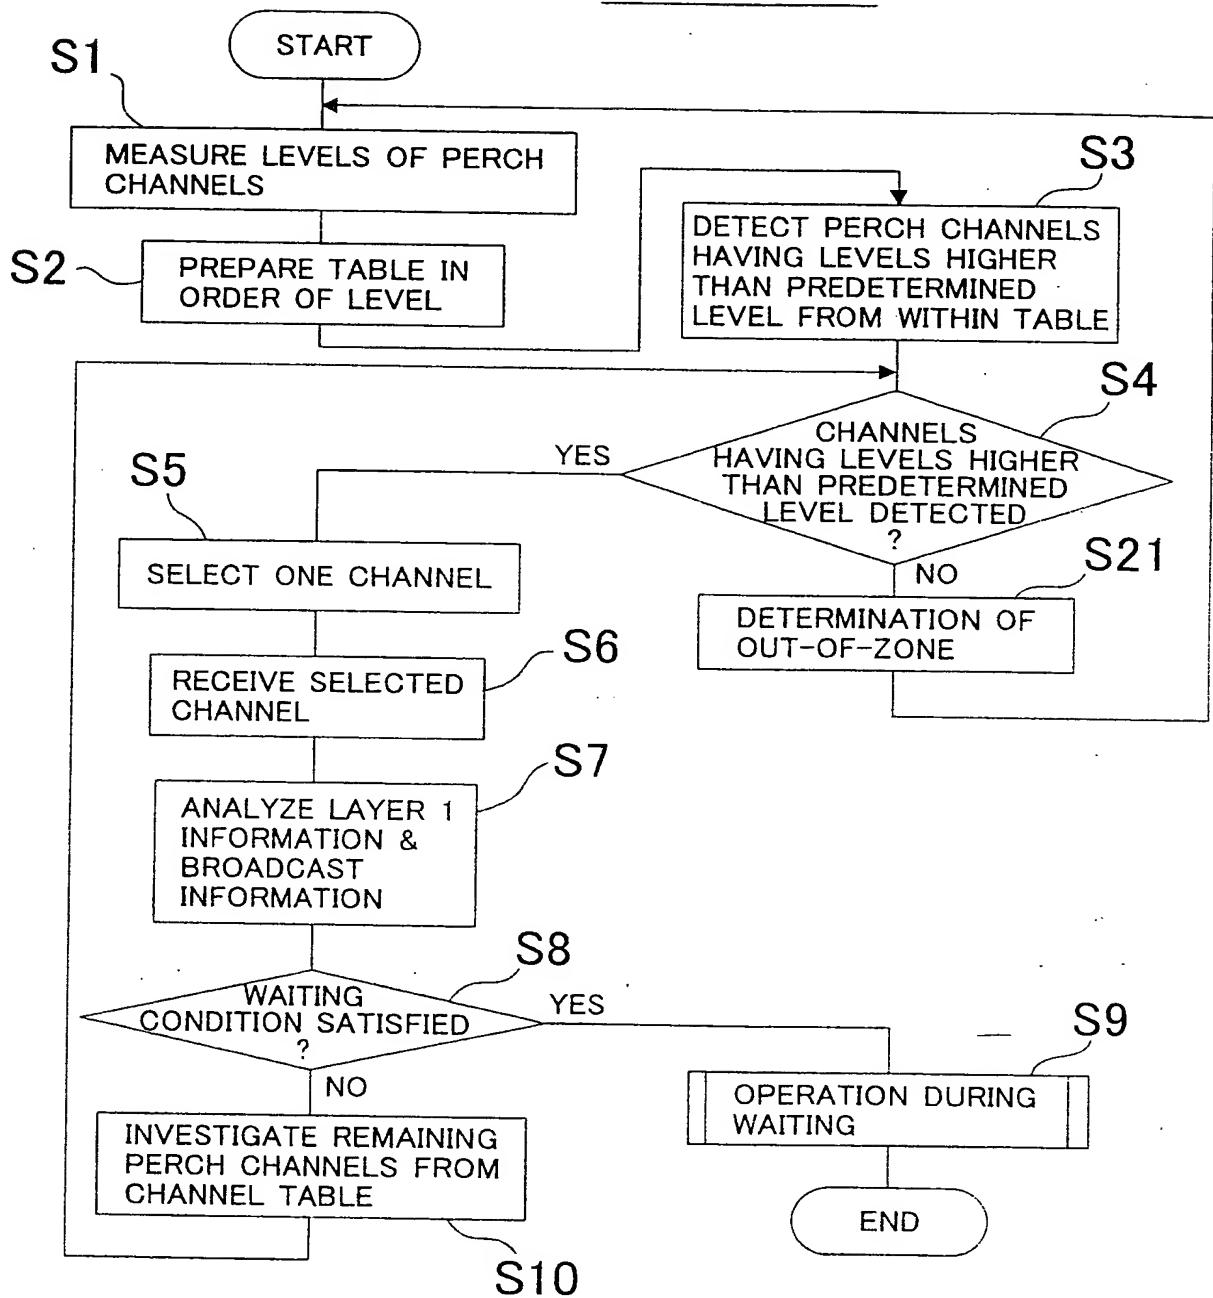 START
S1
MEASURE LEVELS OF PERCH
CHANNELS
S2
PREPARE TABLE IN
ORDER OF LEVEL
S3
DETECT PERCH CHANNELS
HAVING LEVELS HIGHER
THAN PREDETERMINED
LEVEL FROM WITHIN TABLE
S4
CHANNELS
HAVING LEVELS HIGHER
THAN PREDETERMINED
LEVEL DETECTED
?
YES
NO
S5
SELECT ONE CHANNEL
S21
DETERMINATION OF
OUT-OF-ZONE
S6
RECEIVE SELECTED
CHANNEL
S7
ANALYZE LAYER 1
INFORMATION &
BROADCAST
INFORMATION
S8
WAITING
CONDITION SATISFIED
?
YES
NO
S9
OPERATION DURING
WAITING
INVESTIGATE REMAINING
PERCH CHANNELS FROM
CHANNEL TABLE
S10
END